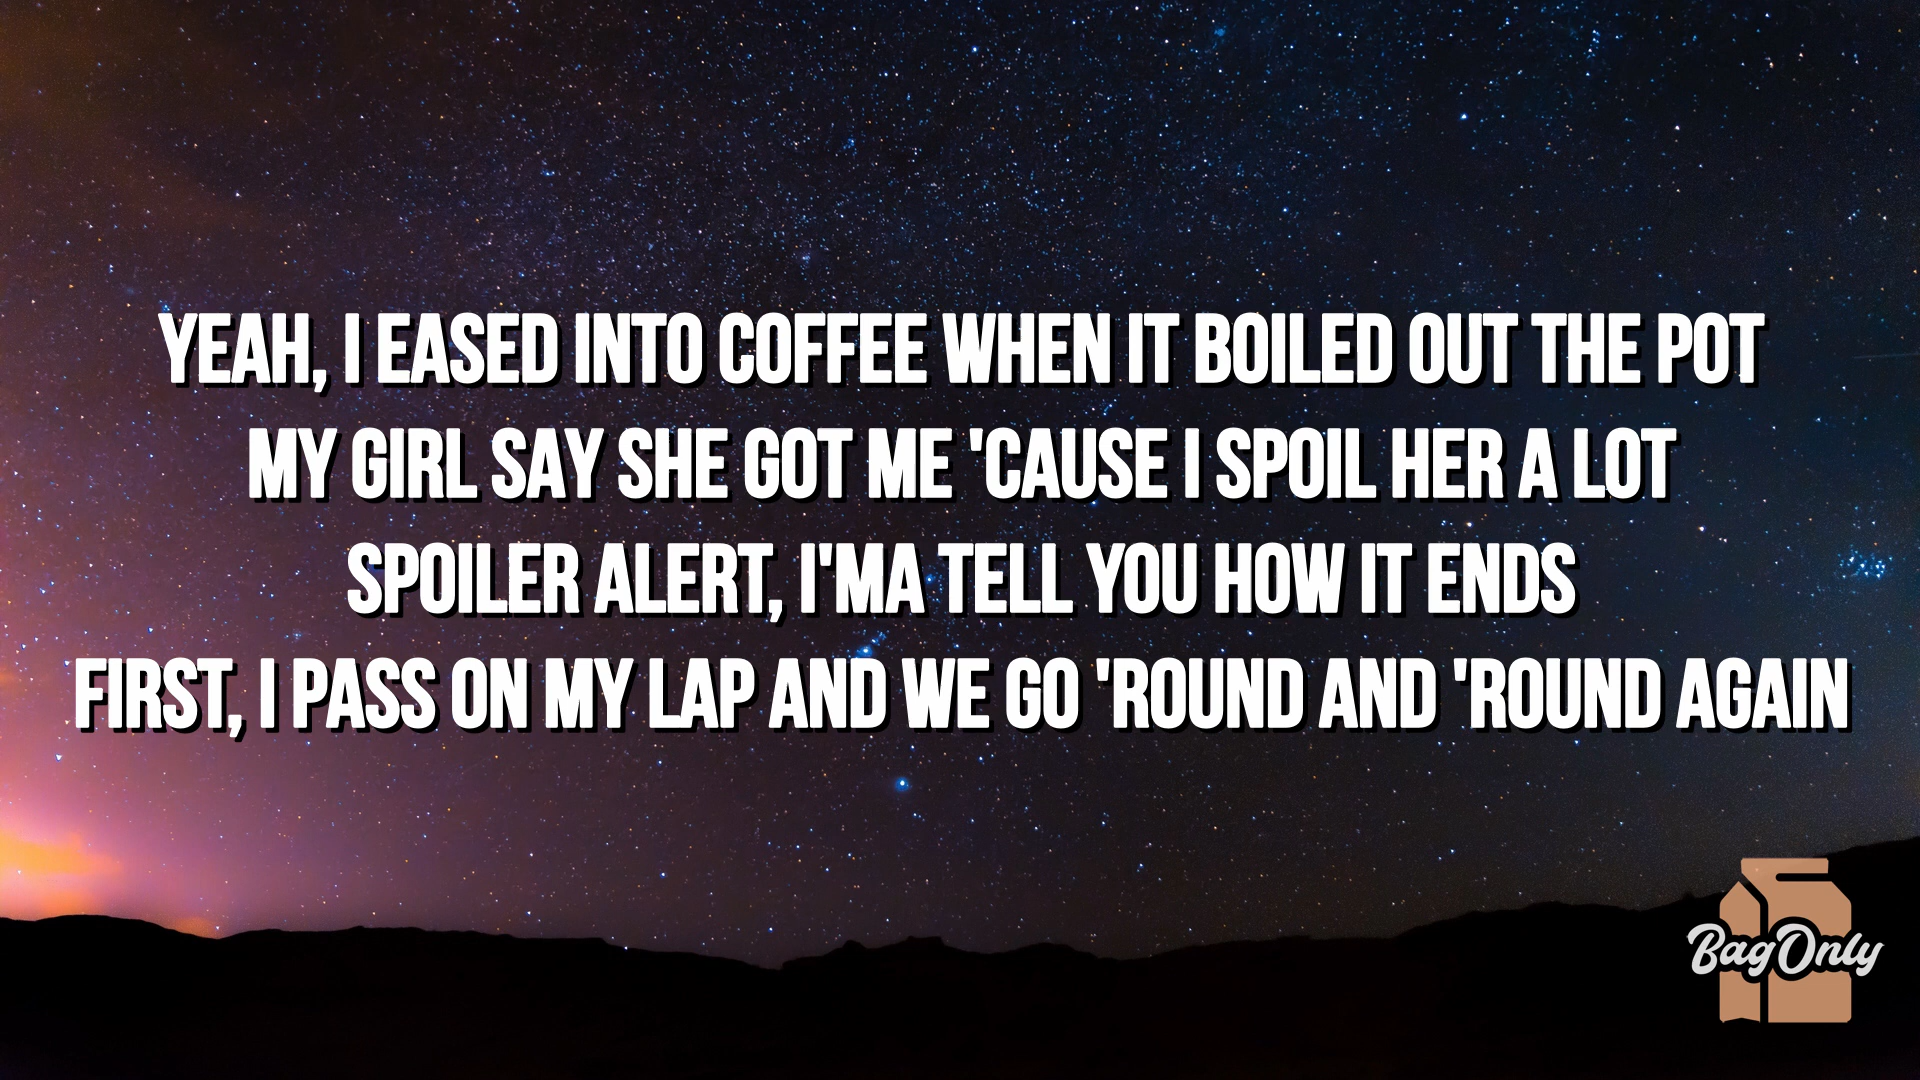 YEAH, I EASED INTO COFFEE WHEN IT BOILED OUT THE POT
MY GIRL SAY SHE GOT ME 'CAUSE I SPOIL HER A LOT
SPOILER ALERT, I'MA TELL YOU HOW IT ENDS
FIRST, I PASS ON MY LAP AND WE GO 'ROUND AND 'ROUND AGAIN
BagOnly